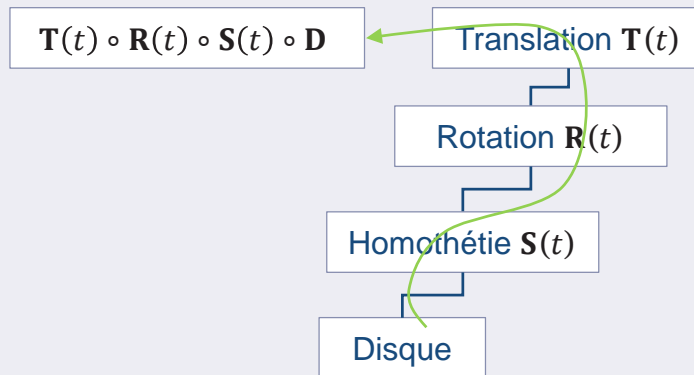 T(t) ∘ R(t) ∘ S(t) ∘ D
Translation T(t)
Rotation R(t)
Homothétie S(t)
Disque